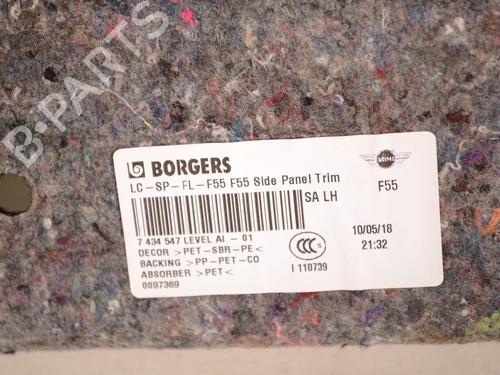 B-PARTS
BORGERS
MINI
LC-SP-FL-F55 F55 Side Panel Trim
SA LH
F55
7 434 547 LEVEL AI - 01
DECOR >PET-SBR-PE<
BACKING >PP-PET-CO
ABSORBER >PET<
0097369
CCC
I 110739
10/05/18
21:32